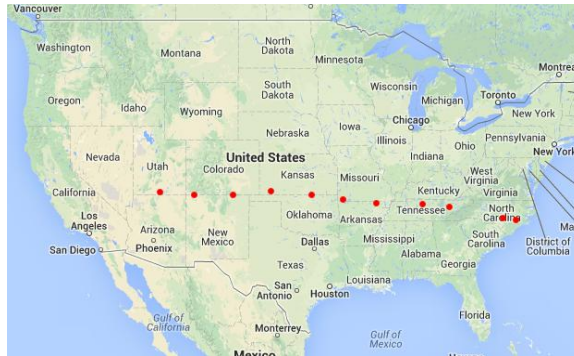 Vancouver
Washington
Montana
North
Dakota
Minnesota
Montrea
Oregon
Idaho
South
Dakota
Wisconsin
Michigan
Toronto
Wyoming
Chicago
New York
Nebraska
Iowa
Illinois
Indiana
Ohio
Pennsylvania
New York
Nevada
Utah
Colorado
United States
Kansas
Missouri
West
Virginia
Kentucky
Virginia
California
Oklahoma
Arkansas
Tennessee
North
Carolina
Ma
Los
Angeles
Arizona
Phoenix
New
Mexico
Dallas
Mississippi
South
Carolina
District of
Columbia
San Diego
Texas
Alabama
Georgia
San
Antonio
Houston
Louisiana
Gulf of
California
Monterrey
Florida
Gulf of
Mexico
Mexico